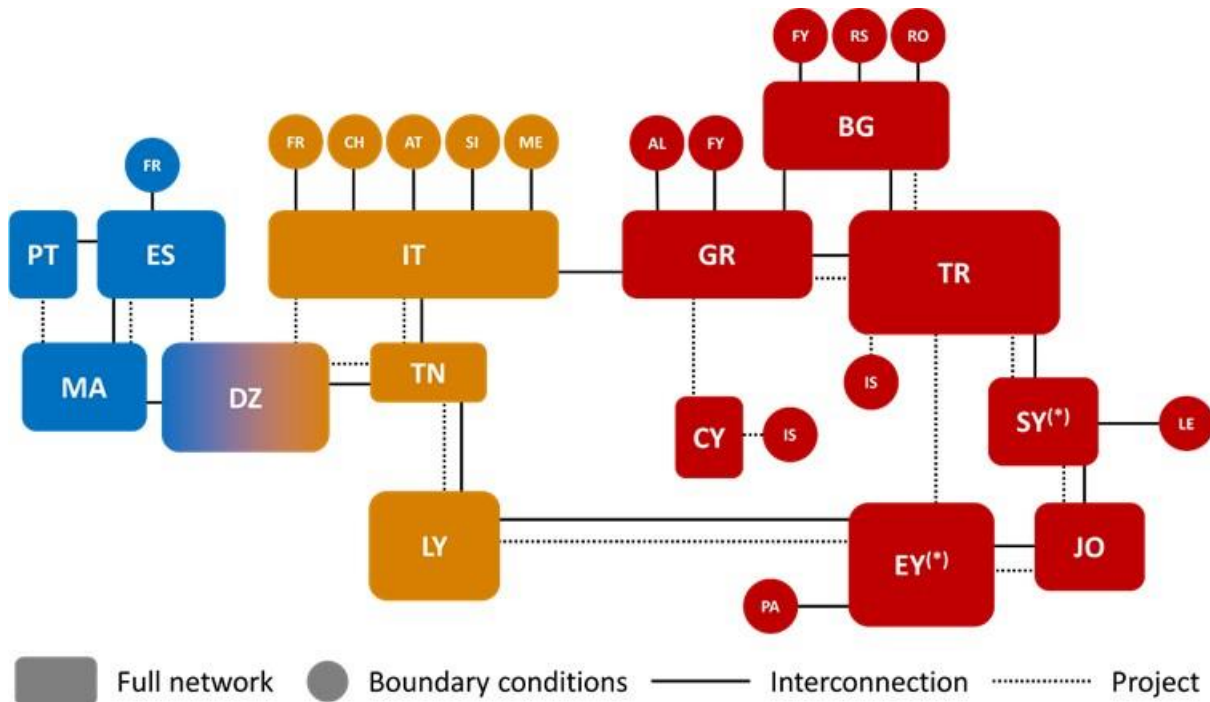 FY RS RO
BG
FR CH AT SI ME
AL FY
FR
PT ES IT GR TR
MA DZ TN
IS
CY IS
SY(*) LE
LY EY(*) JO
PA
Full network Boundary conditions Interconnection Project